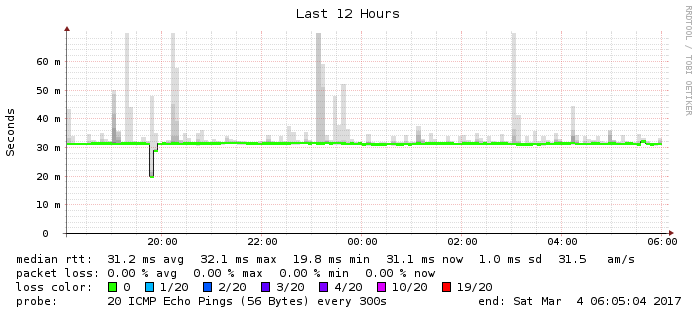 Last 12 Hours
RRDTOOL / TOBI OETIKER
Seconds
60 m
50 m
40 m
30 m
20 m
10 m
0
20:00 22:00 00:00 02:00 04:00 06:00
median rtt: 31.2 ms avg 32.1 ms max 19.8 ms min 31.1 ms now 1.0 ms sd 31.5 am/s
packet loss: 0.00 % avg 0.00 % max 0.00 % min 0.00 % now
loss color: 0 1/20 2/20 3/20 4/20 10/20 19/20
probe: 20 ICMP Echo Pings (56 Bytes) every 300s end: Sat Mar 4 06:05:04 2017